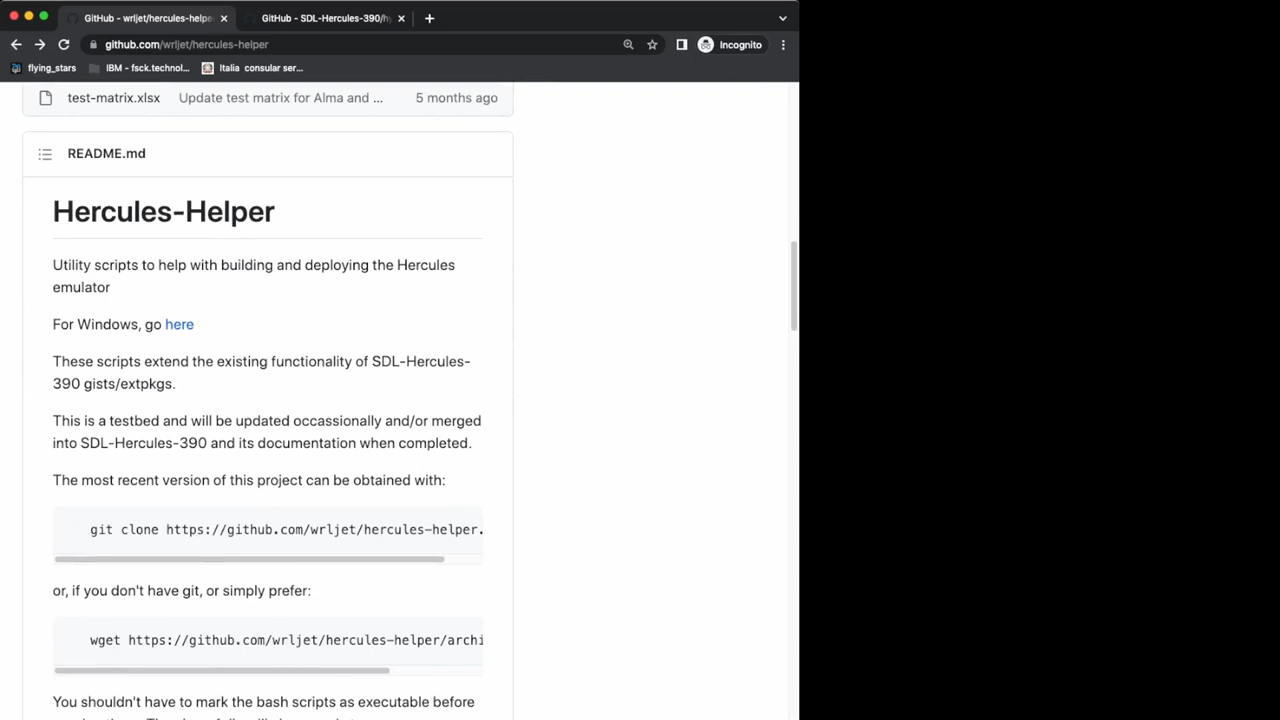 GitHub - wrljet/hercules-helpe
GitHub - SDL-Hercules-390/hy
github.com/wrljet/hercules-helper
Incognito
flying_stars
IBM - fsck.technol...
Italia consular ser...
test-matrix.xlsx
Update test matrix for Alma and ...
5 months ago
README.md
Hercules-Helper
Utility scripts to help with building and deploying the Hercules
emulator
For Windows, go here
These scripts extend the existing functionality of SDL-Hercules-
390 gists/extpkgs.
This is a testbed and will be updated occassionally and/or merged
into SDL-Hercules-390 and its documentation when completed.
The most recent version of this project can be obtained with:
git clone https://github.com/wrljet/hercules-helper.
or, if you don't have git, or simply prefer:
wget https://github.com/wrljet/hercules-helper/archi
You shouldn't have to mark the bash scripts as executable before